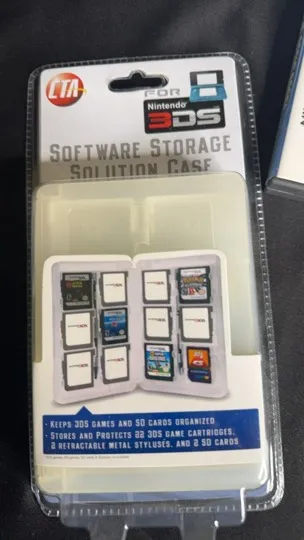 CTA
FOR
Nintendo
3DS
SOFTWARE STORAGE
SOLUTION CASE
· KEEPS 3DS GAMES AND SD CARDS ORGANIZED
· STORES AND PROTECTS 22 3DS GAME CARTRIDGES,
2 RETRACTABLE METAL STYLUSES, AND 2 SD CARDS